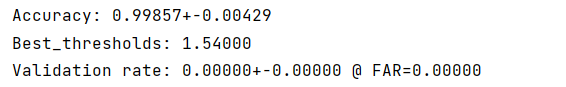 Accuracy: 0.99857+-0.00429
Best_thresholds: 1.54000
Validation rate: 0.00000+-0.00000 @ FAR=0.00000